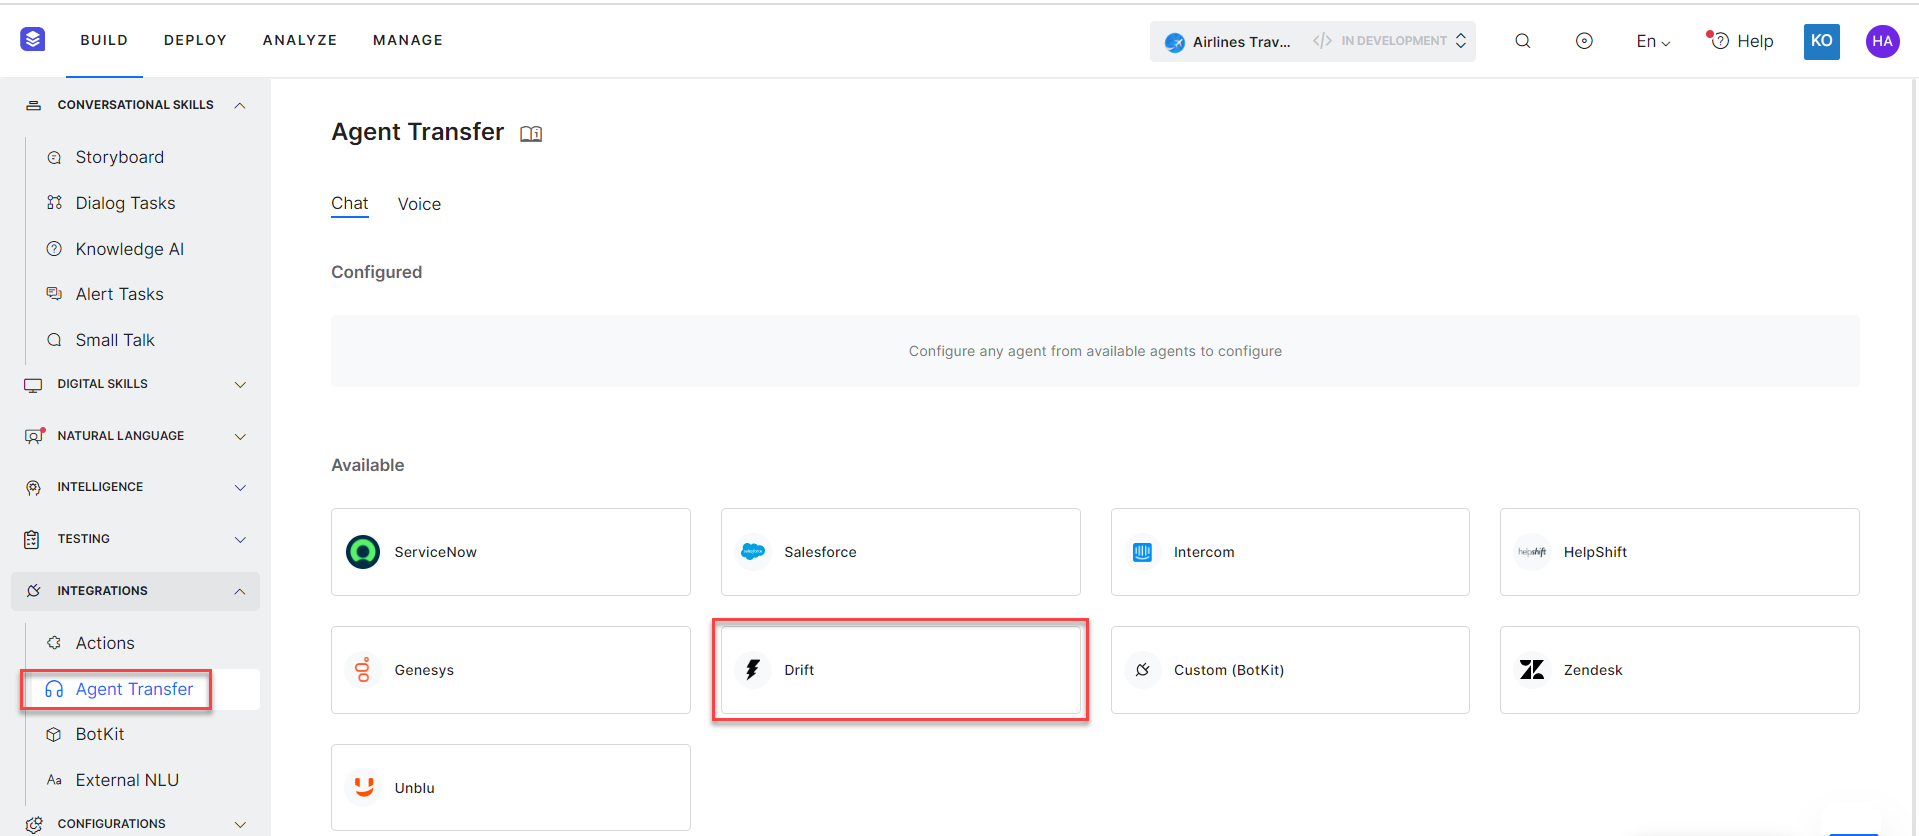 BUILD DEPLOY ANALYZE MANAGE
Airlines Trav... </> IN DEVELOPMENT
En
? Help
KO
HA
CONVERSATIONAL SKILLS
Storyboard
Dialog Tasks
Knowledge AI
Alert Tasks
Small Talk
DIGITAL SKILLS
NATURAL LANGUAGE
INTELLIGENCE
TESTING
INTEGRATIONS
Actions
Agent Transfer
BotKit
Aa External NLU
CONFIGURATIONS
Agent Transfer
Chat Voice
Configured
Configure any agent from available agents to configure
Available
ServiceNow
salesforce Salesforce
Intercom
helpshift HelpShift
Genesys
Drift
Custom (BotKit)
Zendesk
Unblu